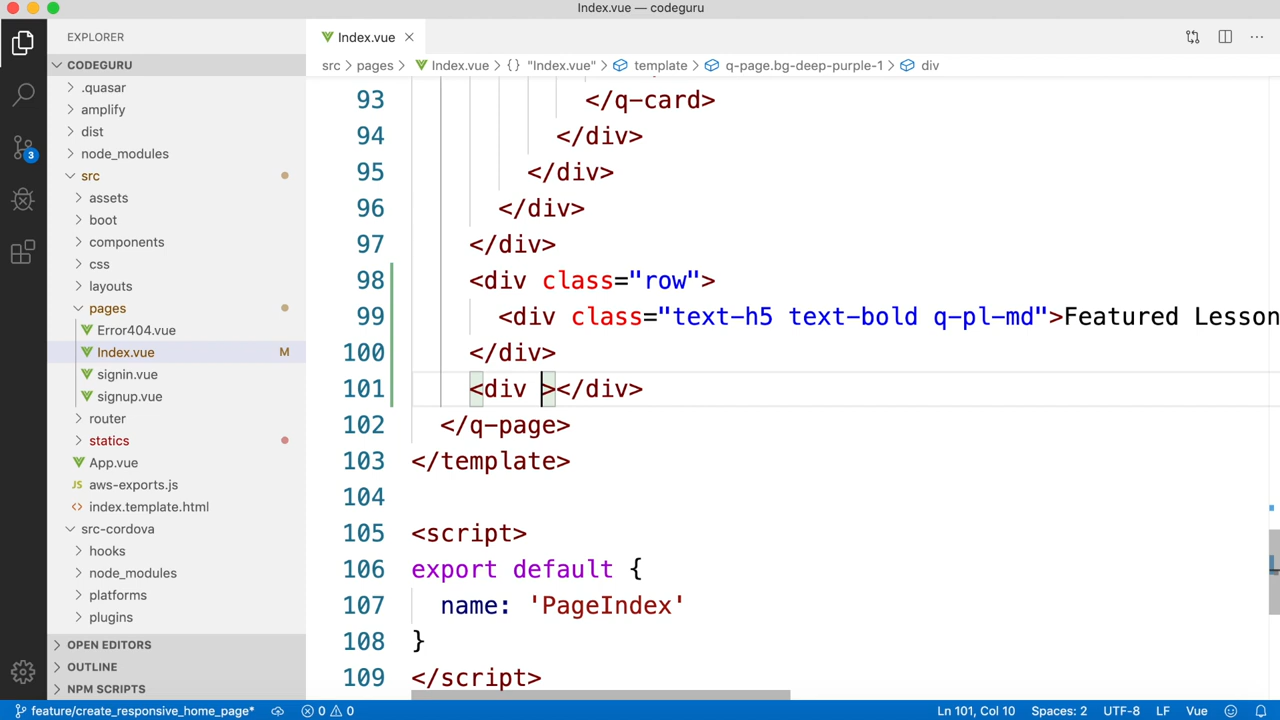 Index.vue — codeguru
EXPLORER
Index.vue
CODEGURU
src > pages > Index.vue > {} "Index.vue" > template > q-page.bg-deep-purple-1 > div
.quasar
amplify
dist
node_modules
src
assets
boot
components
css
layouts
pages
Error404.vue
Index.vue M
signin.vue
signup.vue
router
statics
App.vue
JS aws-exports.js
<> index.template.html
src-cordova
hooks
node_modules
platforms
plugins
OPEN EDITORS
OUTLINE
NPM SCRIPTS
3
93 </q-card>
94 </div>
95 </div>
96 </div>
97 </div>
98 <div class="row">
99 <div class="text-h5 text-bold q-pl-md">Featured Lesson
100 </div>
101 <div ></div>
102 </q-page>
103 </template>
104
105 <script>
106 export default {
107 name: 'PageIndex'
108 }
109 </script>
feature/create_responsive_home_page* 0 0 Ln 101, Col 10 Spaces: 2 UTF-8 LF Vue